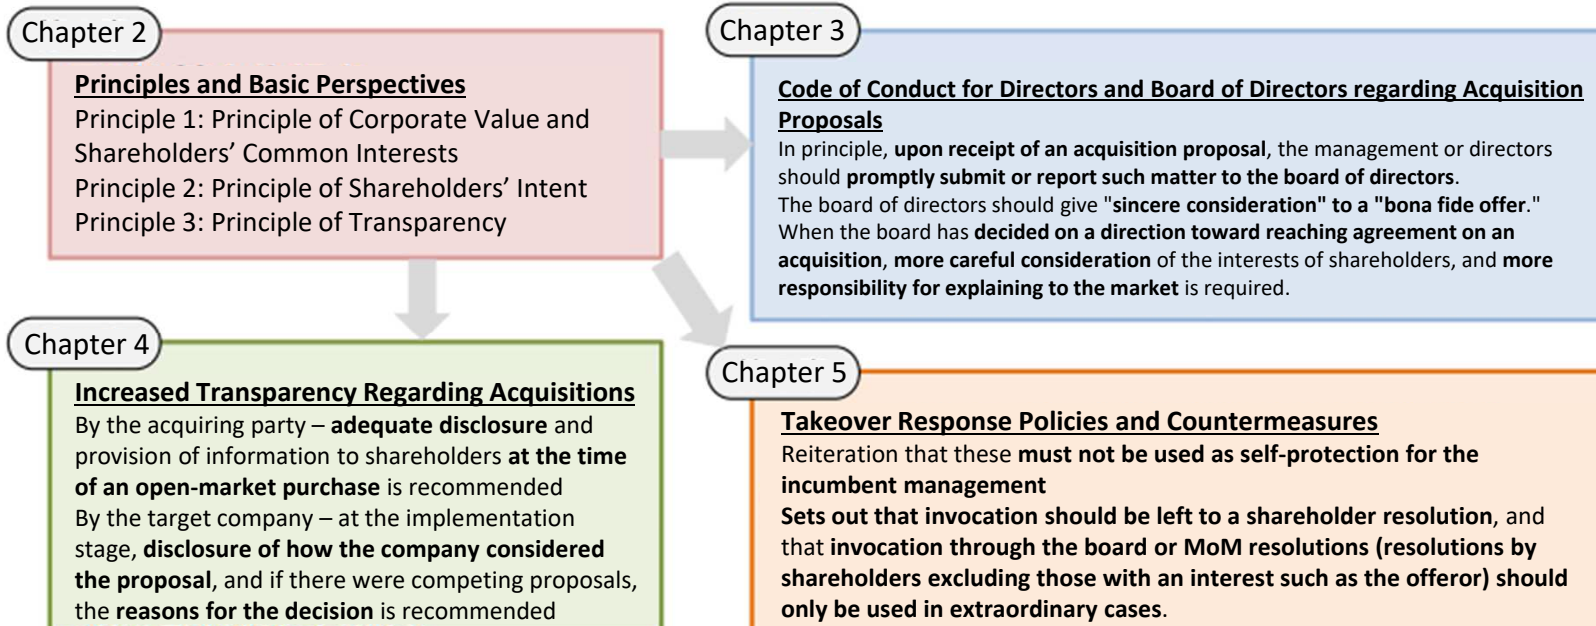 Chapter 2
Principles and Basic Perspectives
Principle 1: Principle of Corporate Value and
Shareholders’ Common Interests
Principle 2: Principle of Shareholders’ Intent
Principle 3: Principle of Transparency
Chapter 3
Code of Conduct for Directors and Board of Directors regarding Acquisition
Proposals
In principle, upon receipt of an acquisition proposal, the management or directors
should promptly submit or report such matter to the board of directors.
The board of directors should give "sincere consideration" to a "bona fide offer."
When the board has decided on a direction toward reaching agreement on an
acquisition, more careful consideration of the interests of shareholders, and more
responsibility for explaining to the market is required.
Chapter 4
Increased Transparency Regarding Acquisitions
By the acquiring party – adequate disclosure and
provision of information to shareholders at the time
of an open-market purchase is recommended
By the target company – at the implementation
stage, disclosure of how the company considered
the proposal, and if there were competing proposals,
the reasons for the decision is recommended
Chapter 5
Takeover Response Policies and Countermeasures
Reiteration that these must not be used as self-protection for the
incumbent management
Sets out that invocation should be left to a shareholder resolution, and
that invocation through the board or MoM resolutions (resolutions by
shareholders excluding those with an interest such as the offeror) should
only be used in extraordinary cases.